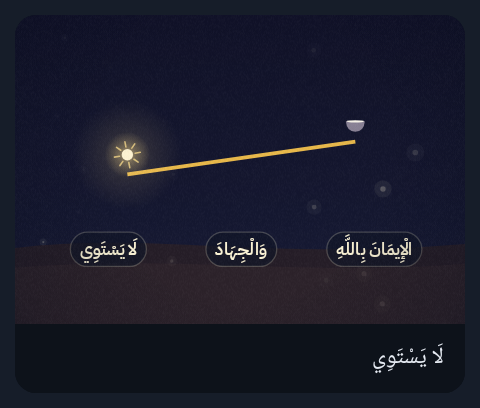 الْإِيمَانَ بِاللَّهِ
وَالْجِهَادَ
لَا يَسْتَوِي
لَا يَسْتَوِي